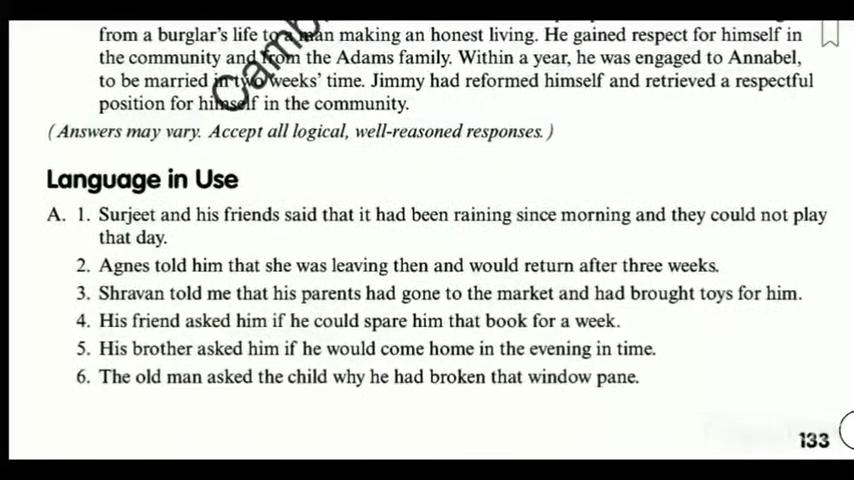 from a burglar's life to a man making an honest living. He gained respect for himself in
the community and from the Adams family. Within a year, he was engaged to Annabel,
to be married in two weeks' time. Jimmy had reformed himself and retrieved a respectful
position for himself in the community.
(Answers may vary. Accept all logical, well-reasoned responses.)
Language in Use
A. 1. Surjeet and his friends said that it had been raining since morning and they could not play
that day.
2. Agnes told him that she was leaving then and would return after three weeks.
3. Shravan told me that his parents had gone to the market and had brought toys for him.
4. His friend asked him if he could spare him that book for a week.
5. His brother asked him if he would come home in the evening in time.
6. The old man asked the child why he had broken that window pane.
133